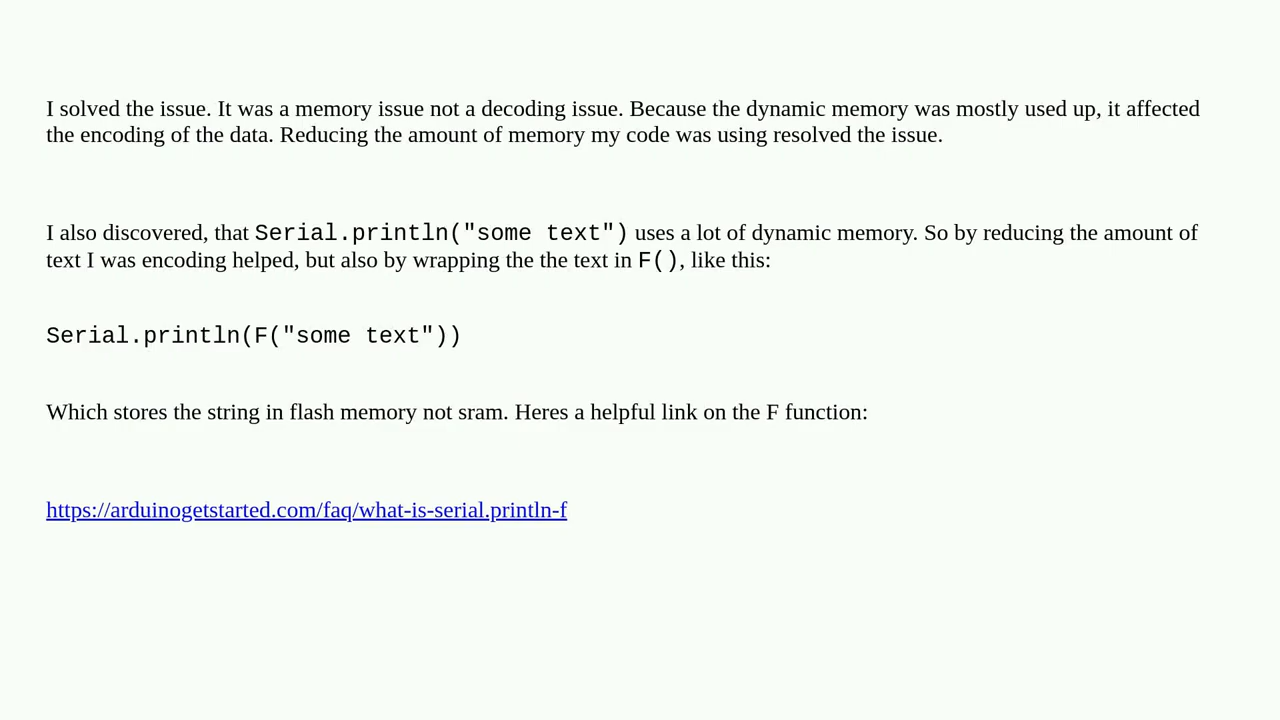 I solved the issue. It was a memory issue not a decoding issue. Because the dynamic memory was mostly used up, it affected
the encoding of the data. Reducing the amount of memory my code was using resolved the issue.
I also discovered, that Serial.println("some text") uses a lot of dynamic memory. So by reducing the amount of
text I was encoding helped, but also by wrapping the the text in F(), like this:
Serial.println(F("some text"))
Which stores the string in flash memory not sram. Heres a helpful link on the F function:
https://arduinogetstarted.com/faq/what-is-serial.println-f